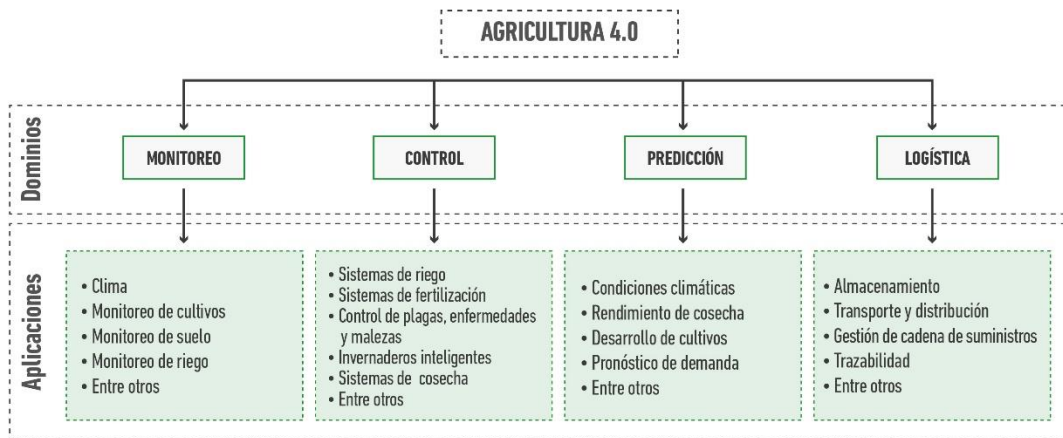 AGRICULTURA 4.0
Dominios
MONITOREO
CONTROL
PREDICCIÓN
LOGÍSTICA
Aplicaciones
• Clima
• Monitoreo de cultivos
• Monitoreo de suelo
• Monitoreo de riego
• Entre otros
• Sistemas de riego
• Sistemas de fertilización
• Control de plagas, enfermedades
y malezas
• Invernaderos inteligentes
• Sistemas de cosecha
• Entre otros
• Condiciones climáticas
• Rendimiento de cosecha
• Desarrollo de cultivos
• Pronóstico de demanda
• Entre otros
• Almacenamiento
• Transporte y distribución
• Gestión de cadena de suministros
• Trazabilidad
• Entre otros